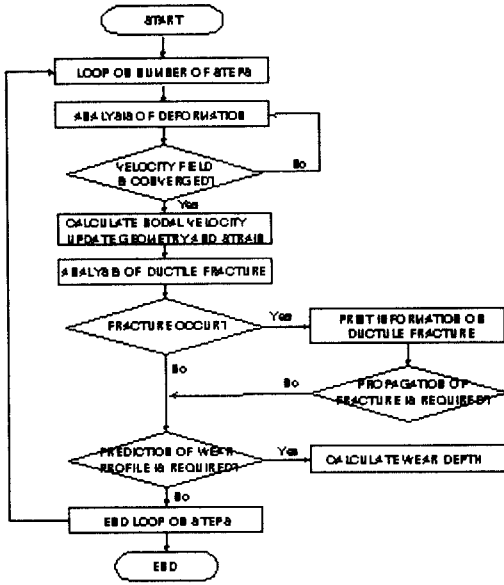 START
LOOP ON NUMBER OF STEPS
ANALYSIS OF DEFORMATION
VELOCITY FIELD
IS CONVERGED?
No
Yes
CALCULATE NODAL VELOCITY
UPDATE GEOMETRY AND STRAIN
ANALYSIS OF DUCTILE FRACTURE
FRACTURE OCCUR?
Yes
PRINT INFORMATION ON
DUCTULE FRACTURE
No
No
PROPAGATION OF
FRACTURE IS REQUIRED?
PREDICTION OF WEAR
PROFILE IS REQUIRED?
Yes
CALCULATE WEAR DEPTH
No
END LOOP ON STEPS
END